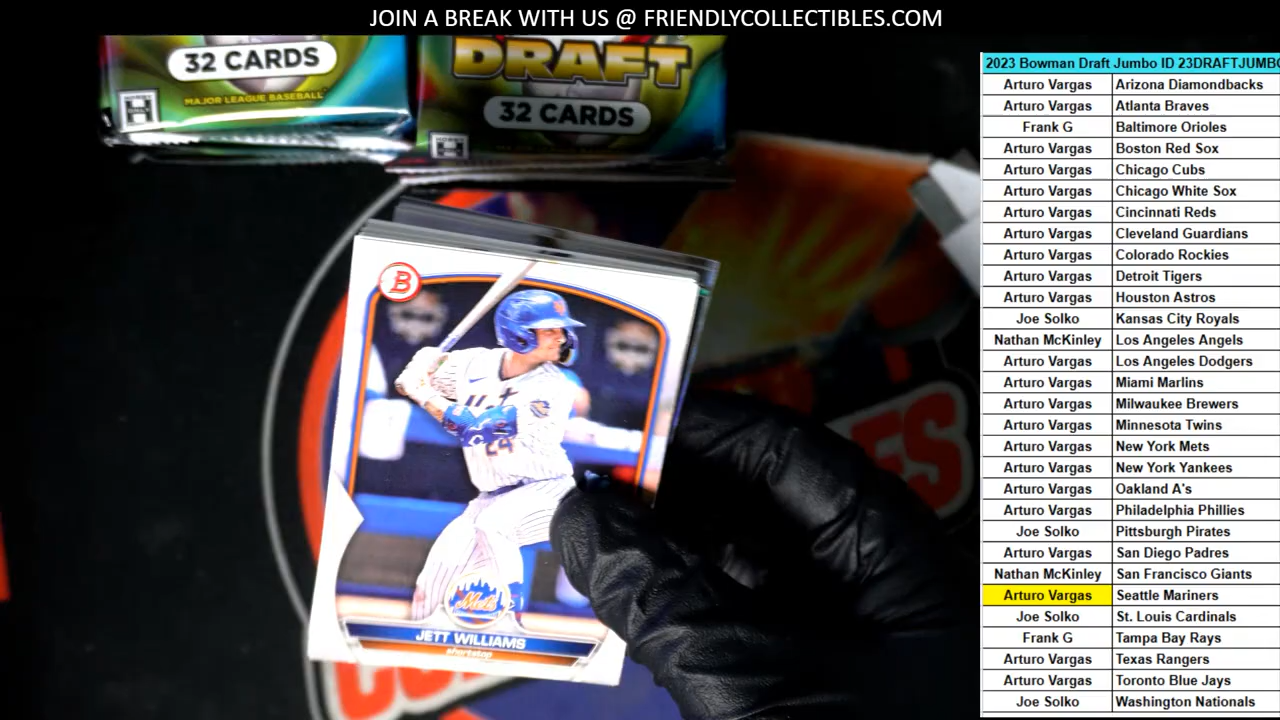 JOIN A BREAK WITH US @ FRIENDLYCOLLECTIBLES.COM
32 CARDS
MAJOR LEAGUE BASEBALL
DRAFT
32 CARDS
B
Mets
JETT WILLIAMS
shortstop
2023 Bowman Draft Jumbo ID 23DRAFTJUMBO
Arturo Vargas Arizona Diamondbacks
Arturo Vargas Atlanta Braves
Frank G Baltimore Orioles
Arturo Vargas Boston Red Sox
Arturo Vargas Chicago Cubs
Arturo Vargas Chicago White Sox
Arturo Vargas Cincinnati Reds
Arturo Vargas Cleveland Guardians
Arturo Vargas Colorado Rockies
Arturo Vargas Detroit Tigers
Arturo Vargas Houston Astros
Joe Solko Kansas City Royals
Nathan McKinley Los Angeles Angels
Arturo Vargas Los Angeles Dodgers
Arturo Vargas Miami Marlins
Arturo Vargas Milwaukee Brewers
Arturo Vargas Minnesota Twins
Arturo Vargas New York Mets
Arturo Vargas New York Yankees
Arturo Vargas Oakland A's
Arturo Vargas Philadelphia Phillies
Joe Solko Pittsburgh Pirates
Arturo Vargas San Diego Padres
Nathan McKinley San Francisco Giants
Arturo Vargas Seattle Mariners
Joe Solko St. Louis Cardinals
Frank G Tampa Bay Rays
Arturo Vargas Texas Rangers
Arturo Vargas Toronto Blue Jays
Joe Solko Washington Nationals